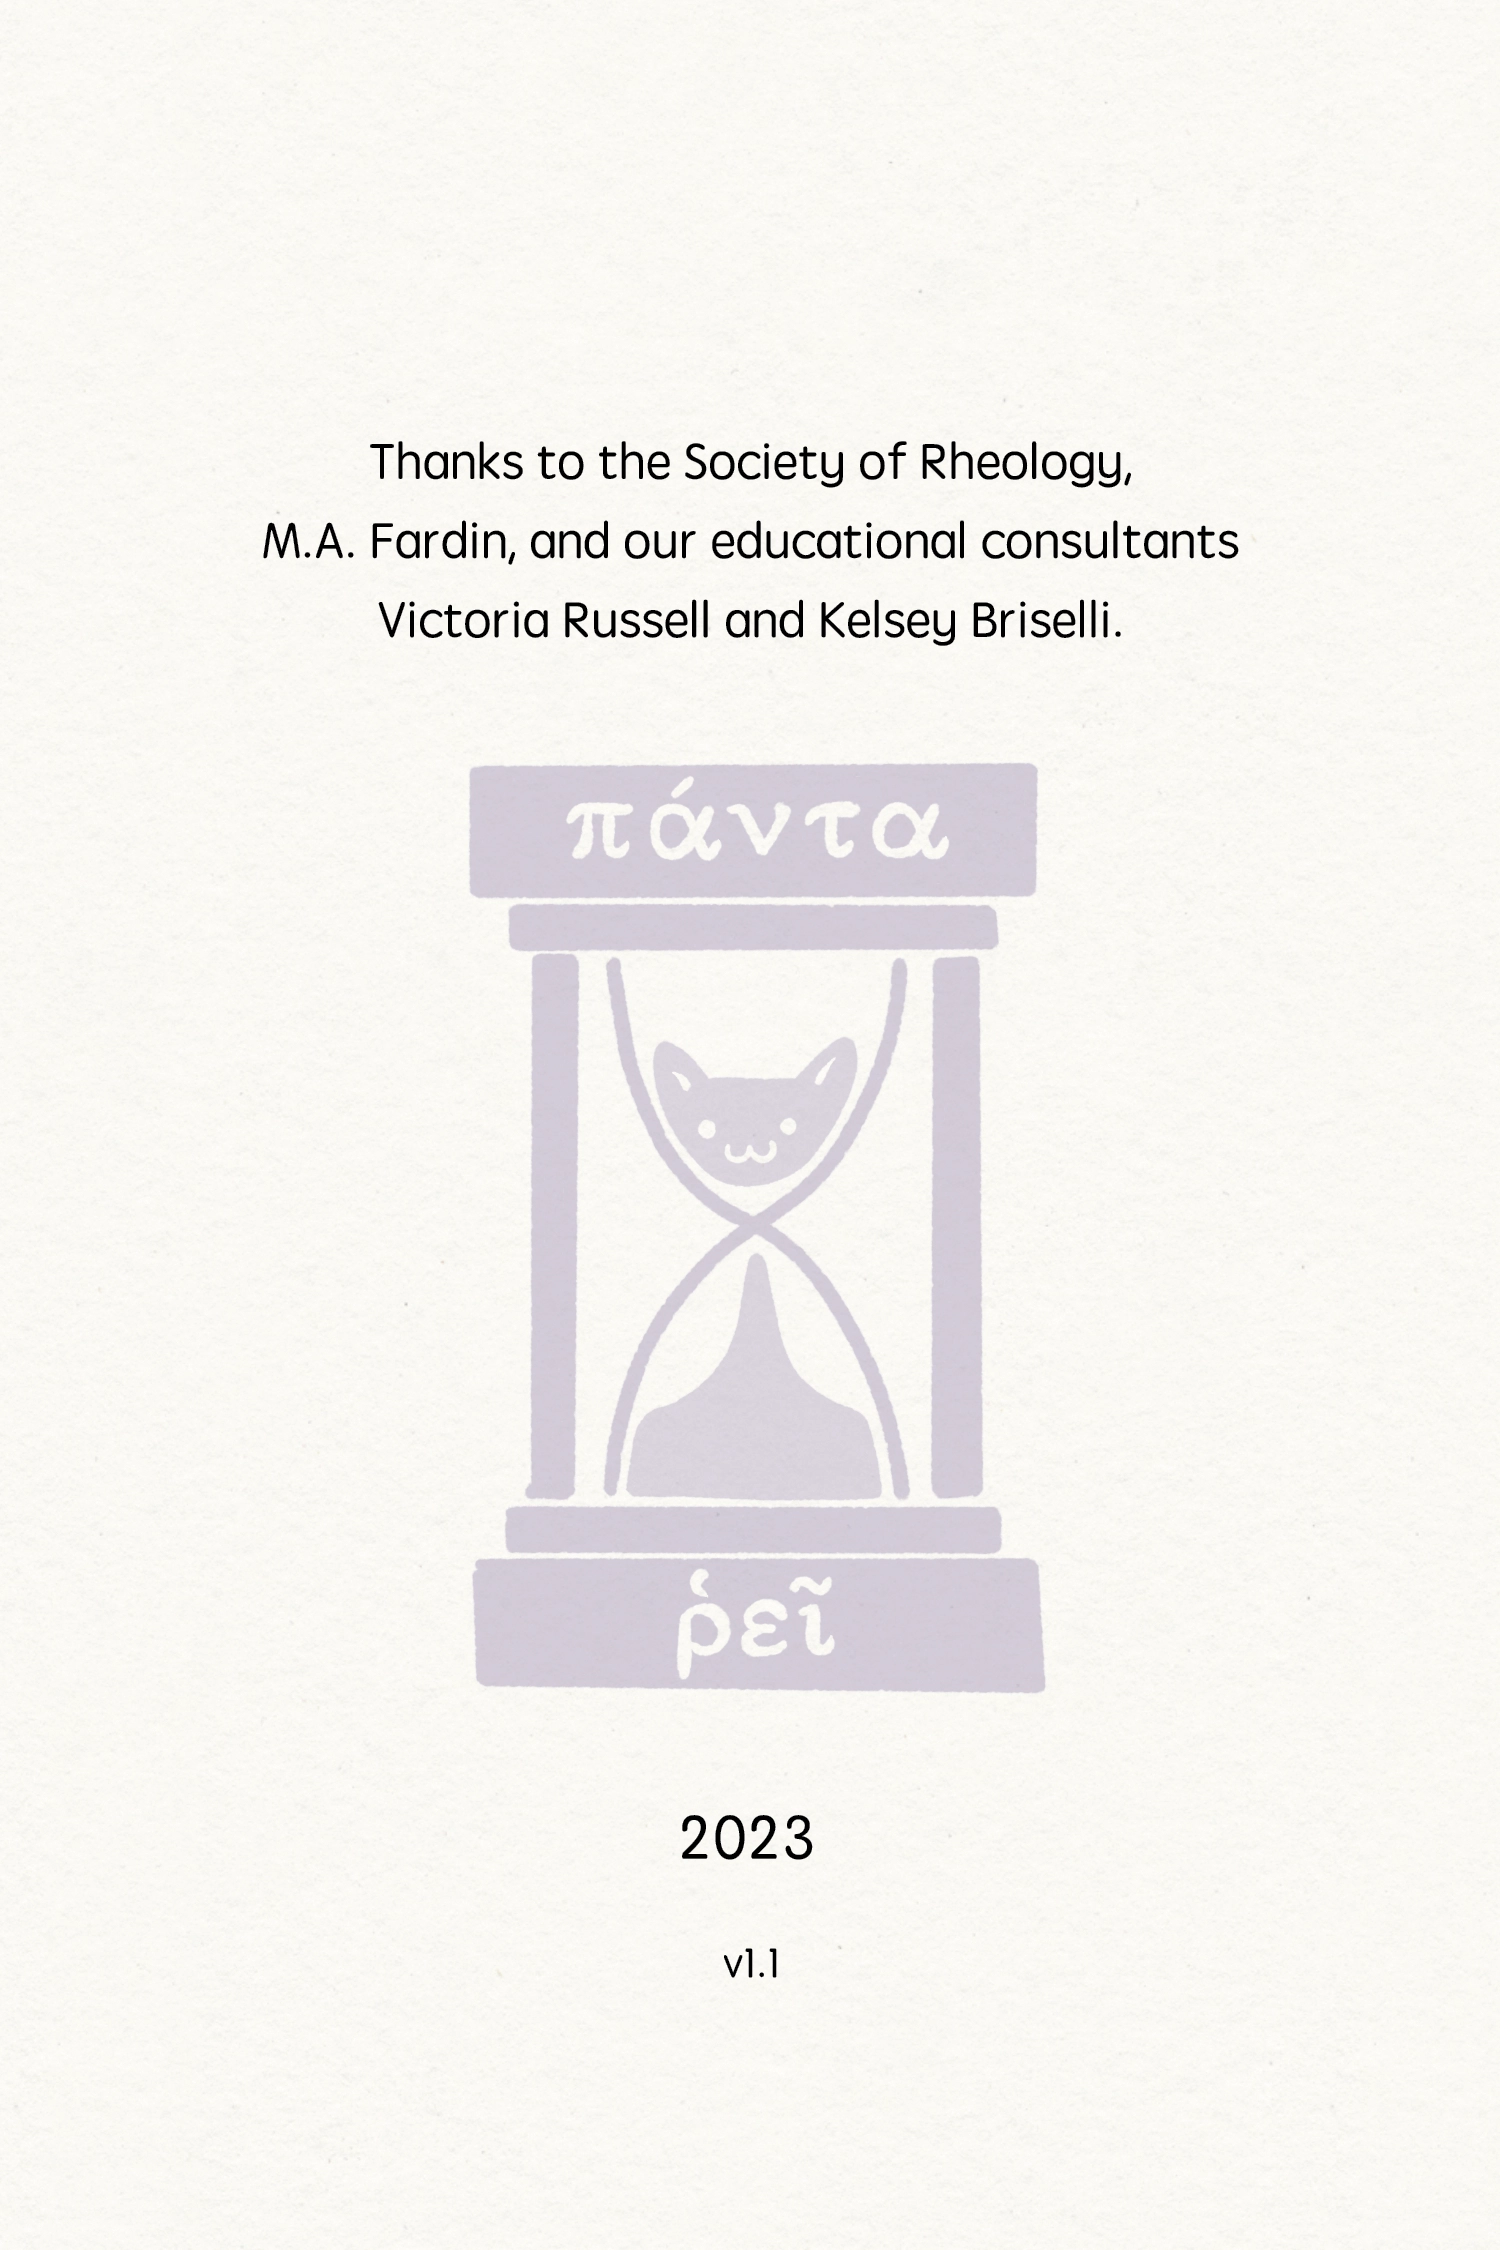 Thanks to the Society of Rheology,
M.A. Fardin, and our educational consultants
Victoria Russell and Kelsey Briselli.
πάντα
ῥεῖ
2023
v1.1